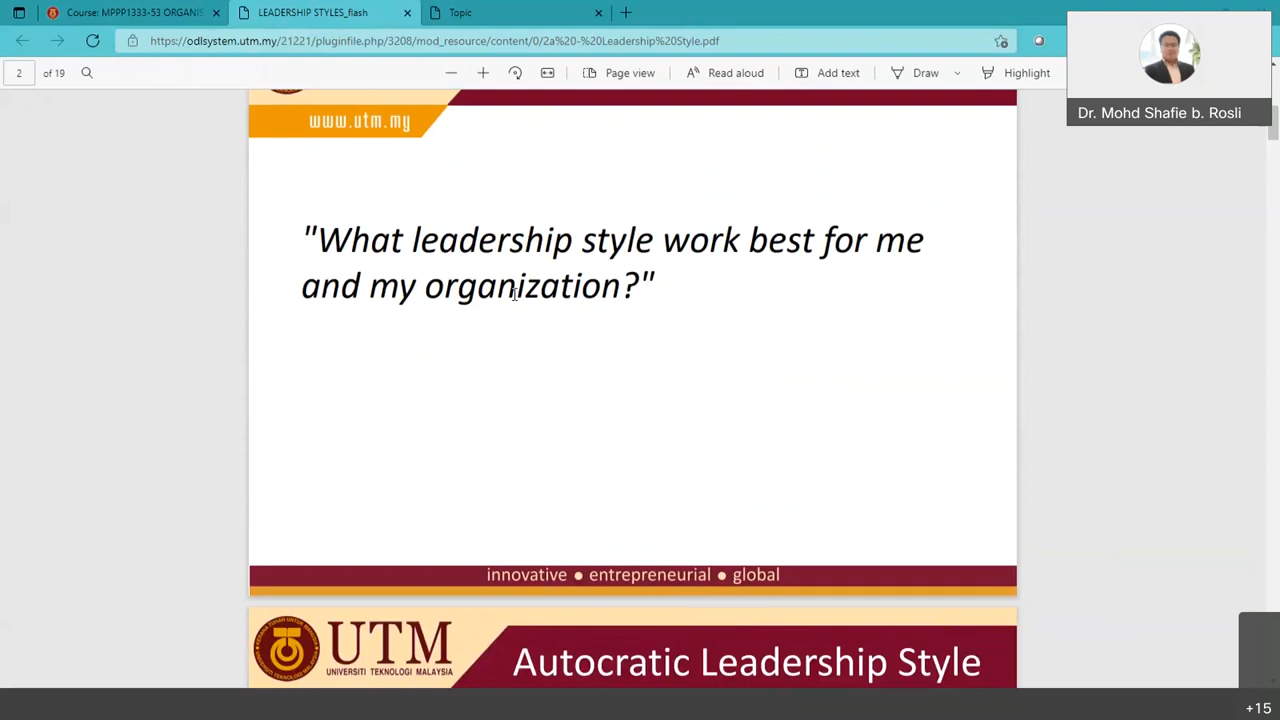 Course: MPPP1333-53 ORGANIS
LEADERSHIP STYLES_flash
Topic
https://odlsystem.utm.my/21221/pluginfile.php/3208/mod_resource/content/0/2a%20-%20Leadership%20Style.pdf
2 of 19
Page view
Read aloud
Add text
Draw
Highlight
Dr. Mohd Shafie b. Rosli
www.utm.my
"What leadership style work best for me
and my organization?"
innovative ● entrepreneurial ● global
UTM
UNIVERSITI TEKNOLOGI MALAYSIA
Autocratic Leadership Style
+15